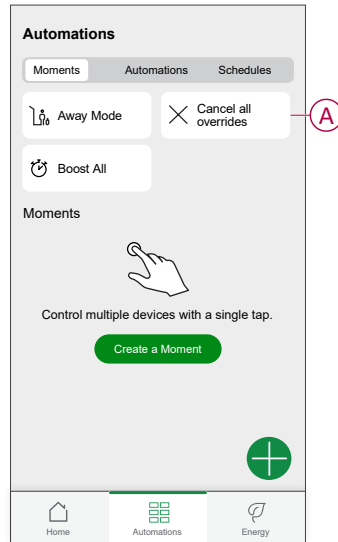 Automations
Moments Automations Schedules
Away Mode
Cancel all
overrides
A
Boost All
Moments
Control multiple devices with a single tap.
Create a Moment
Home Automations Energy